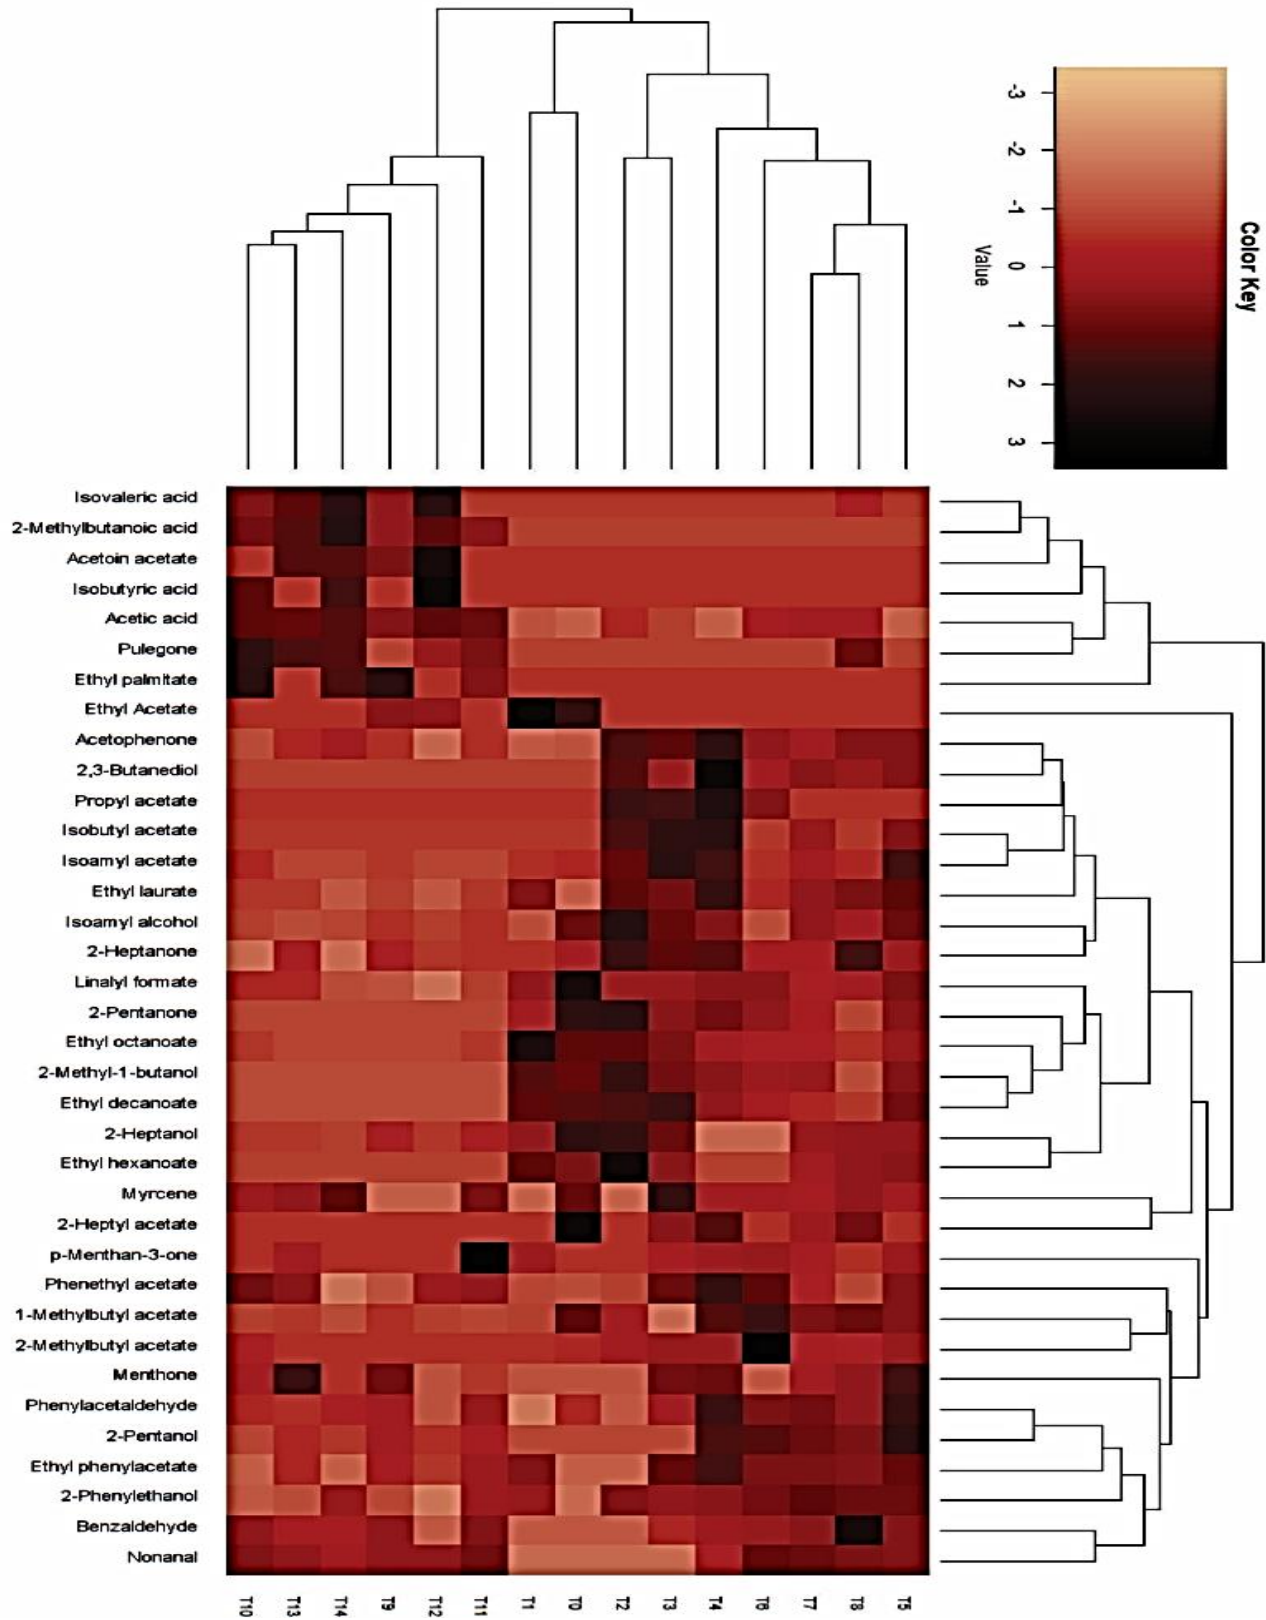 -3
-2
-1
0
1
2
3
Value
Color Key
Isovaleric acid
2-Methylbutanoic acid
Acetoin acetate
Isobutyric acid
Acetic acid
Pulegone
Ethyl palmitate
Ethyl Acetate
Acetophenone
2,3-Butanediol
Propyl acetate
Isobutyl acetate
Isoamyl acetate
Ethyl laurate
Isoamyl alcohol
2-Heptanone
Linalyl formate
2-Pentanone
Ethyl octanoate
2-Methyl-1-butanol
Ethyl decanoate
2-Heptanol
Ethyl hexanoate
Myrcene
2-Heptyl acetate
p-Menthan-3-one
Phenethyl acetate
1-Methylbutyl acetate
2-Methylbutyl acetate
Menthone
Phenylacetaldehyde
2-Pentanol
Ethyl phenylacetate
2-Phenylethanol
Benzaldehyde
Nonanal
T10 T13 T14 T9 T12 T11 T1 T0 T2 T3 T4 T6 T7 T8 T5